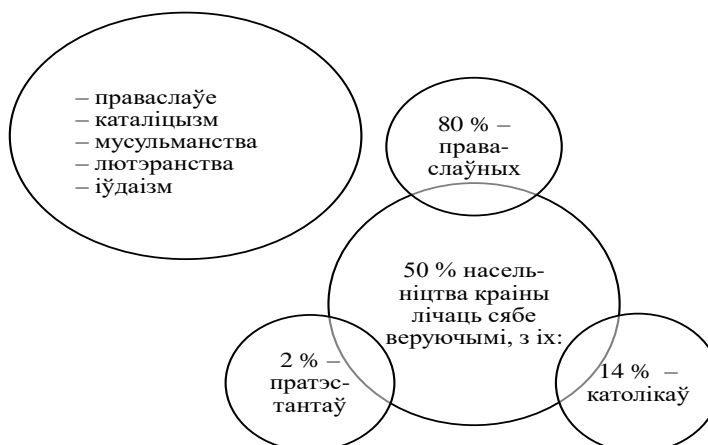 – праваслаўе
– каталіцызм
– мусульманства
– лютэранства
– іўдаізм
80 % –
права-
слаўных
50 % насель-
ніцтва краіны
лічаць сябе
веруючымі, з іх:
2 % –
пратэс-
тантаў
14 % –
католікаў